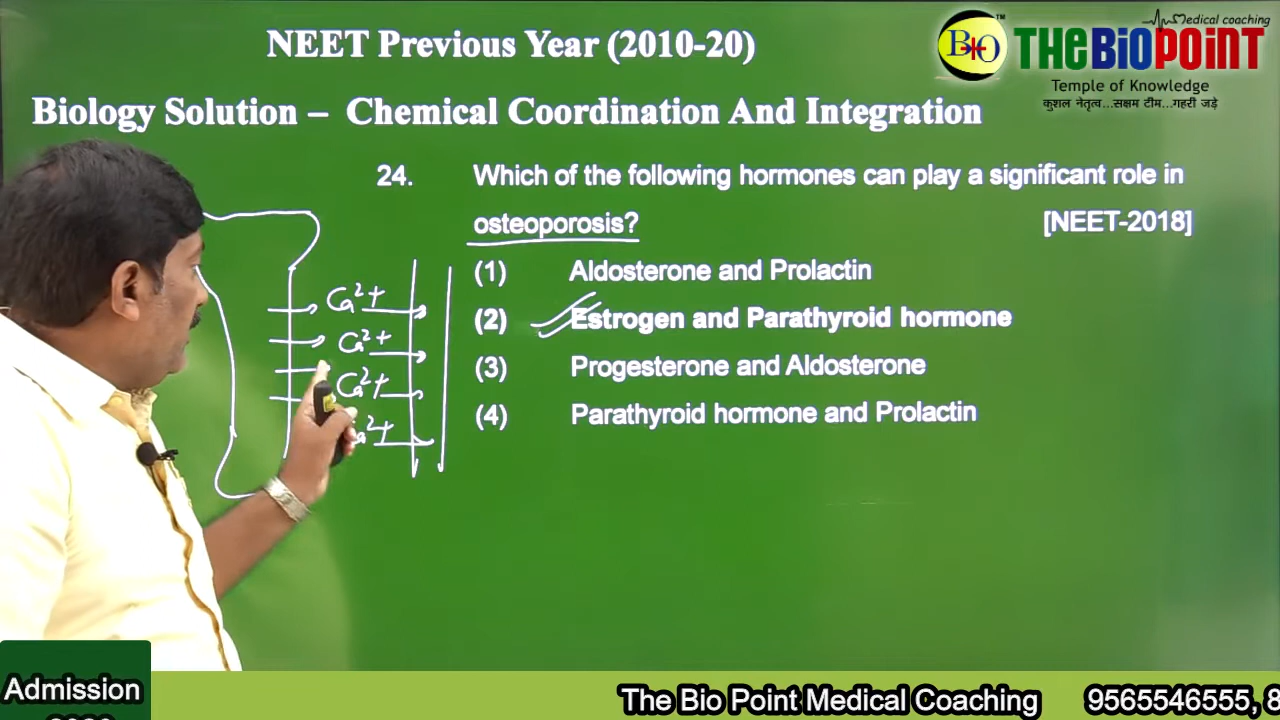 NEET Previous Year (2010-20)
Biology Solution – Chemical Coordination And Integration
B+O ™
Medical coaching
THEBiOPOINT
Temple of Knowledge
कुशल नेतृत्व...सक्षम टीम...गहरी जड़े
24. Which of the following hormones can play a significant role in
osteoporosis? [NEET-2018]
(1) Aldosterone and Prolactin
(2) Estrogen and Parathyroid hormone
(3) Progesterone and Aldosterone
(4) Parathyroid hormone and Prolactin
Ca2+
Ca2+
Ca2+
Ca2+
Admission
The Bio Point Medical Coaching 9565546555, 8